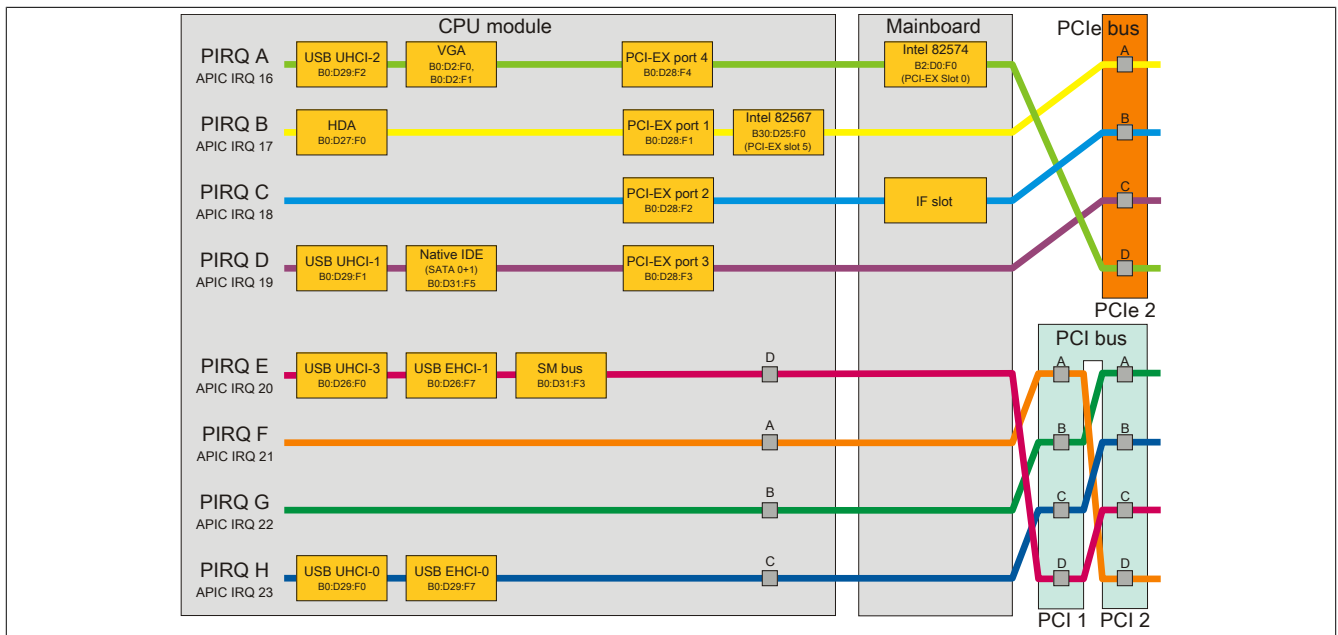 CPU module
Mainboard
PCIe bus
PIRQ A
APIC IRQ 16
USB UHCI-2
B0:D29:F2
VGA
B0:D2:F0,
B0:D2:F1
PCI-EX port 4
B0:D28:F4
Intel 82574
B2:D0:F0
(PCI-EX Slot 0)
A
PIRQ B
APIC IRQ 17
HDA
B0:D27:F0
PCI-EX port 1
B0:D28:F1
Intel 82567
B30:D25:F0
(PCI-EX slot 5)
B
PIRQ C
APIC IRQ 18
PCI-EX port 2
B0:D28:F2
IF slot
C
PIRQ D
APIC IRQ 19
USB UHCI-1
B0:D29:F1
Native IDE
(SATA 0+1)
B0:D31:F5
PCI-EX port 3
B0:D28:F3
D
PCIe 2
PCI bus
PIRQ E
APIC IRQ 20
USB UHCI-3
B0:D26:F0
USB EHCI-1
B0:D26:F7
SM bus
B0:D31:F3
D
A
A
PIRQ F
APIC IRQ 21
A
B
B
PIRQ G
APIC IRQ 22
B
C
C
PIRQ H
APIC IRQ 23
USB UHCI-0
B0:D29:F0
USB EHCI-0
B0:D29:F7
C
D
D
PCI 1
PCI 2